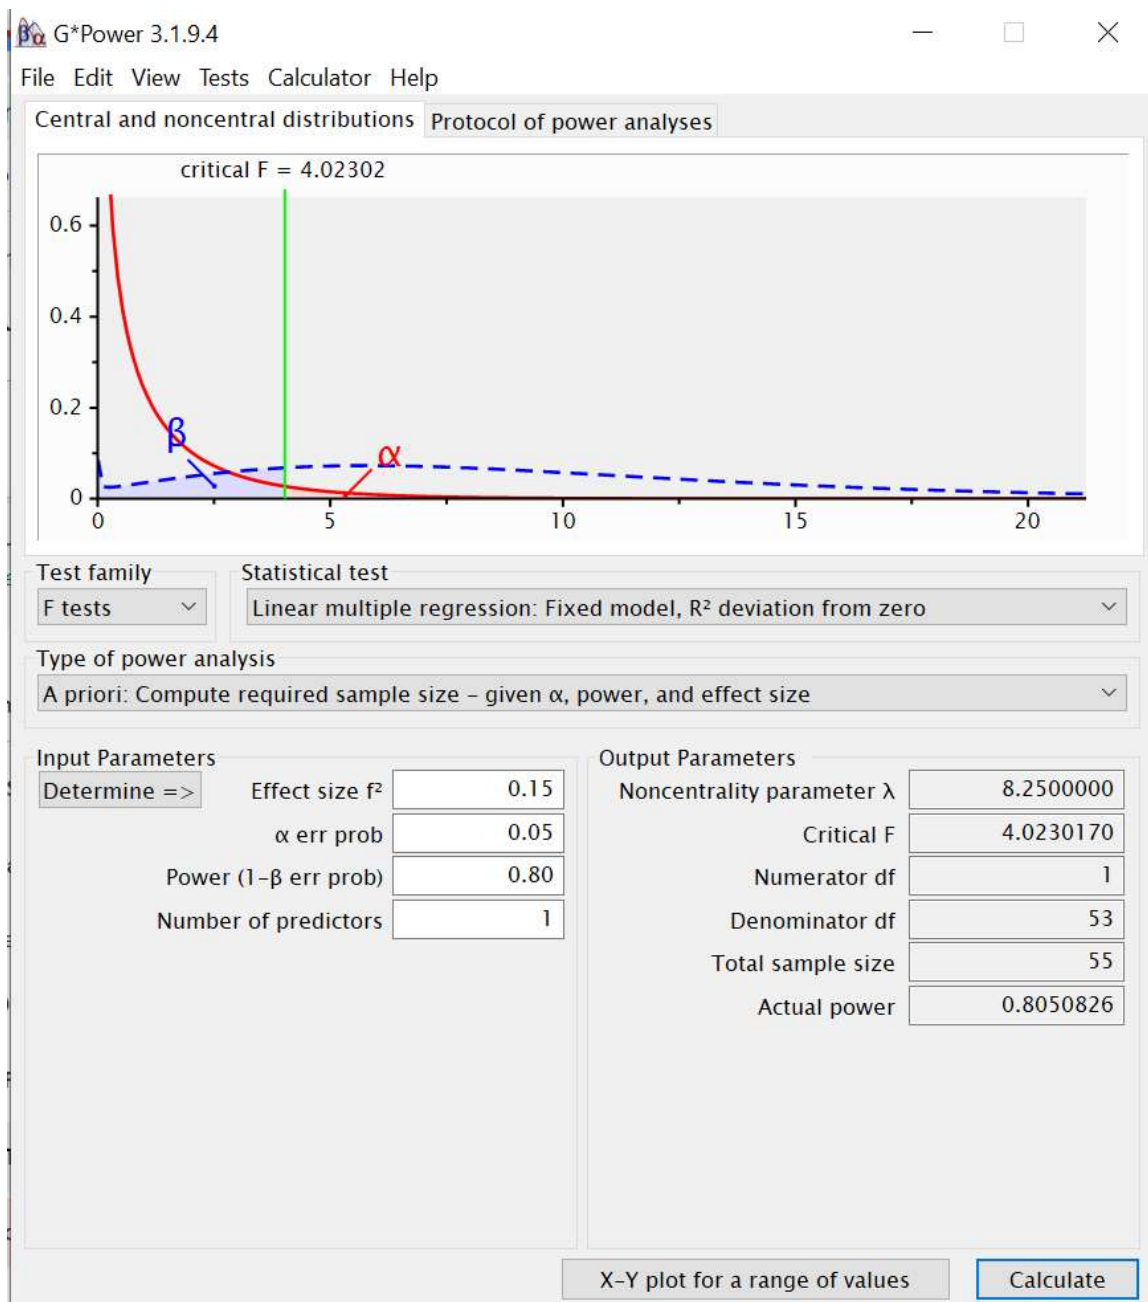 G*Power 3.1.9.4
File Edit View Tests Calculator Help
Central and noncentral distributions Protocol of power analyses
critical F = 4.02302
0.6
0.4
0.2
0
β
α
0 5 10 15 20
Test family Statistical test
F tests Linear multiple regression: Fixed model, R² deviation from zero
Type of power analysis
A priori: Compute required sample size – given α, power, and effect size
Input Parameters Output Parameters
Determine => Effect size f² 0.15 Noncentrality parameter λ 8.2500000
α err prob 0.05 Critical F 4.0230170
Power (1-β err prob) 0.80 Numerator df 1
Number of predictors 1 Denominator df 53
Total sample size 55
Actual power 0.8050826
X-Y plot for a range of values Calculate